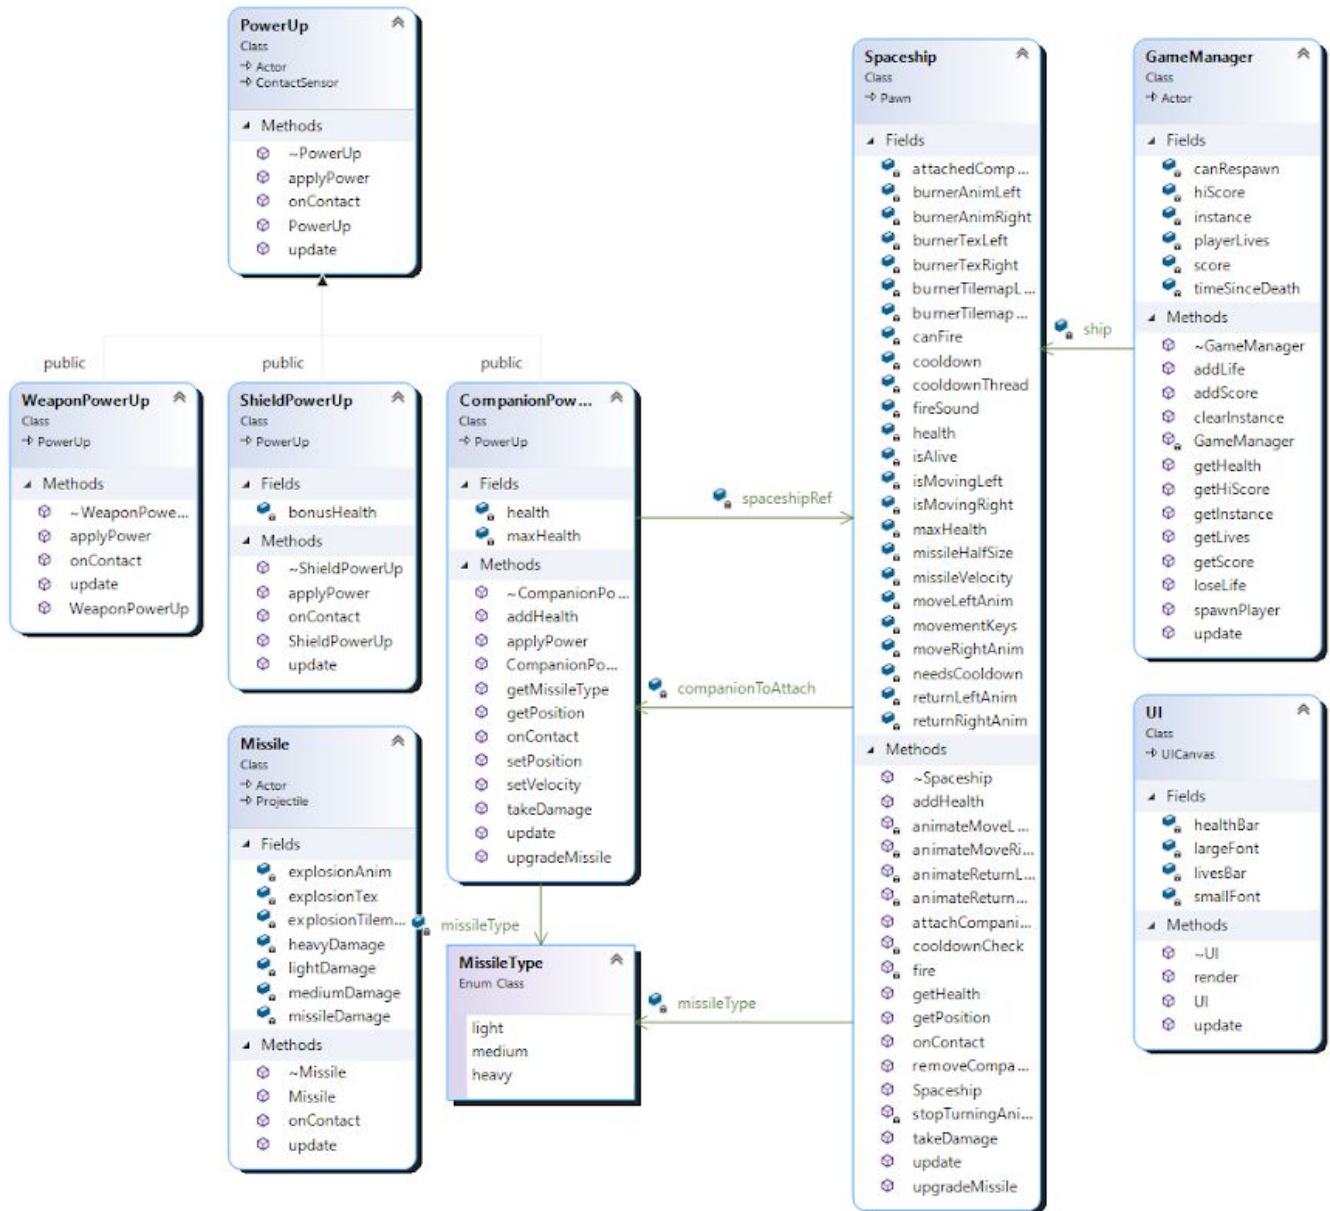 PowerUp
Class
Actor
ContactSensor
Methods
~PowerUp
applyPower
onContact
PowerUp
update
public
public
public
WeaponPowerUp
Class
PowerUp
Methods
~WeaponPowe...
applyPower
onContact
update
WeaponPowerUp
ShieldPowerUp
Class
PowerUp
Fields
bonusHealth
Methods
~ShieldPowerUp
applyPower
onContact
ShieldPowerUp
update
CompanionPow...
Class
PowerUp
Fields
health
maxHealth
Methods
~CompanionPo...
addHealth
applyPower
CompanionPo...
getMissileType
getPosition
onContact
setPosition
setVelocity
takeDamage
update
upgradeMissile
Missile
Class
Actor
Projectile
Fields
explosionAnim
explosionTex
explosionTilem...
heavyDamage
lightDamage
mediumDamage
missileDamage
Methods
~Missile
Missile
onContact
update
missileType
MissileType
Enum Class
light
medium
heavy
spaceshipRef
companionToAttach
missileType
Spaceship
Class
Pawn
Fields
attachedComp...
burnerAnimLeft
burnerAnimRight
burnerTexLeft
burnerTexRight
burnerTilemapL...
burnerTilemap...
canFire
cooldown
cooldownThread
fireSound
health
isAlive
isMovingLeft
isMovingRight
maxHealth
missileHalfSize
missileVelocity
moveLeftAnim
movementKeys
moveRightAnim
needsCooldown
returnLeftAnim
returnRightAnim
Methods
~Spaceship
addHealth
animateMoveL...
animateMoveRi...
animateReturnL...
animateReturn...
attachCompani...
cooldownCheck
fire
getHealth
getPosition
onContact
removeCompa...
Spaceship
stopTurningAni...
takeDamage
update
upgradeMissile
ship
GameManager
Class
Actor
Fields
canRespawn
hiScore
instance
playerLives
score
timeSinceDeath
Methods
~GameManager
addLife
addScore
clearInstance
GameManager
getHealth
getHiScore
getInstance
getLives
getScore
loseLife
spawnPlayer
update
UI
Class
UICanvas
Fields
healthBar
largeFont
livesBar
smallFont
Methods
~UI
render
UI
update